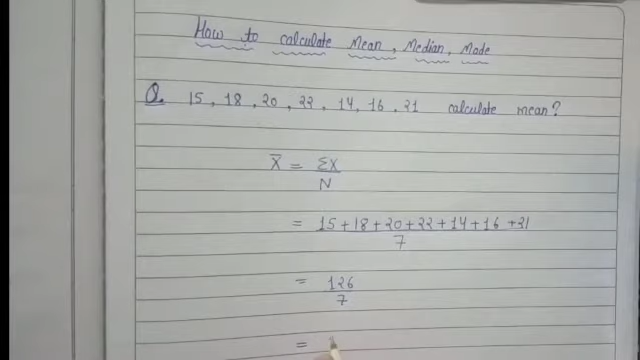 How to calculate Mean, Median, Mode
Q. 15, 18, 20, 22, 14, 16, 21 calculate mean?
X̄ = ΣX
N
= 15+18+20+22+14+16+21
7
= 126
7
=